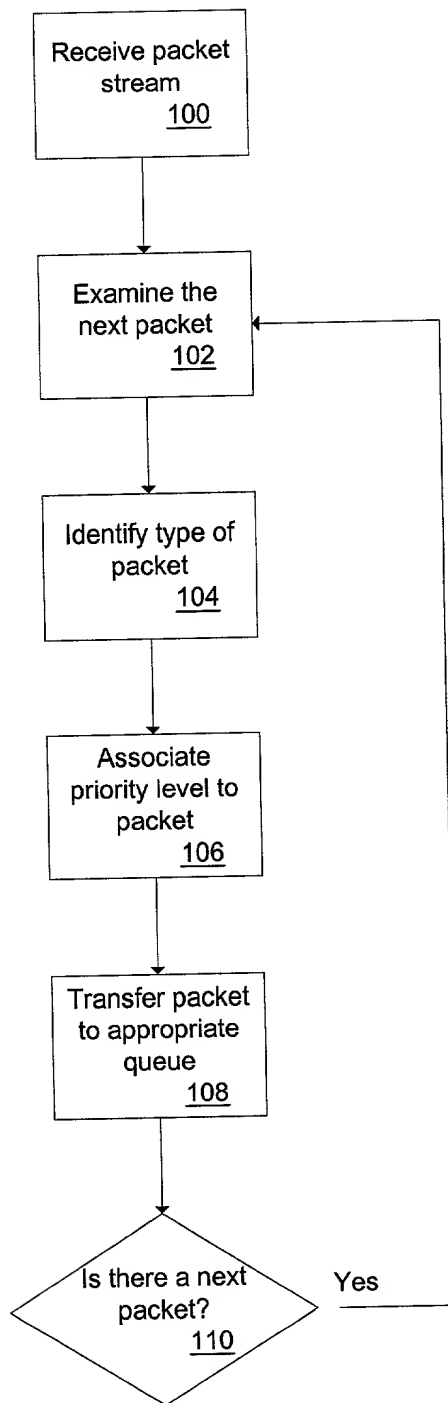 Receive packet
stream
100
Examine the
next packet
102
Identify type of
packet
104
Associate
priority level to
packet
106
Transfer packet
to appropriate
queue
108
Is there a next
packet?
110
Yes